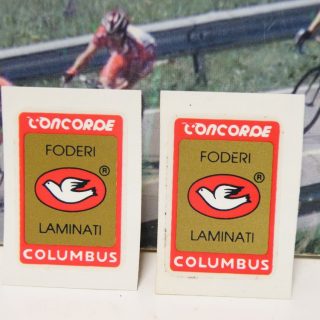 CONCORDE
FODERI
®
LAMINATI
COLUMBUS
CONCORDE
FODERI
®
LAMINATI
COLUMBUS